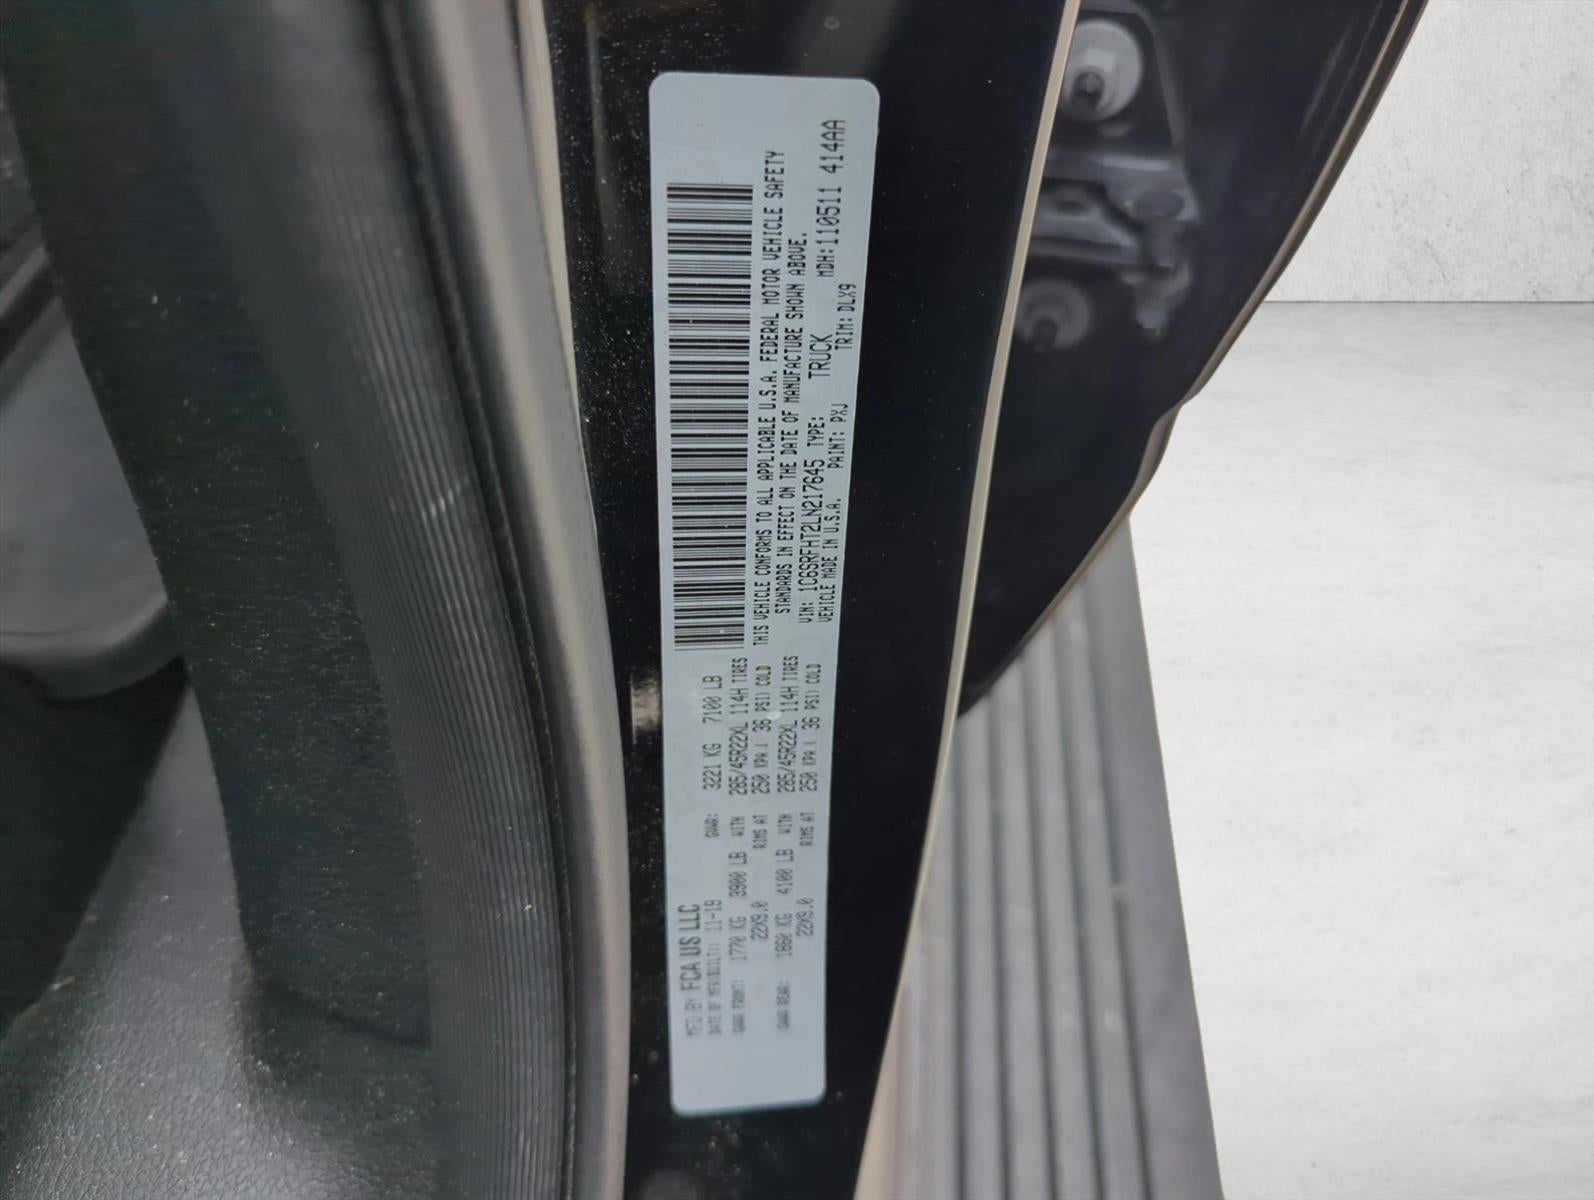 MFD BY FCA US LLC
DATE OF MFR(BUILT): 11-19 GVWR: 3221 KG 7100 LB
GAWR FRONT: 1770 KG 3900 LB WITH 285/45R22XL 114H TIRES
22X9.0 RIMS AT 250 KPA ( 36 PSI) COLD
GAWR REAR: 1860 KG 4100 LB WITH 285/45R22XL 114H TIRES
22X9.0 RIMS AT 250 KPA ( 36 PSI) COLD
THIS VEHICLE CONFORMS TO ALL APPLICABLE U.S.A. FEDERAL MOTOR VEHICLE SAFETY
STANDARDS IN EFFECT ON THE DATE OF MANUFACTURE SHOWN ABOVE.
VIN: 1C6SRFHT2LN217645 TYPE: TRUCK MDH:110511 414AA
VEHICLE MADE IN U.S.A. PAINT: PXJ TRIM: DLX9